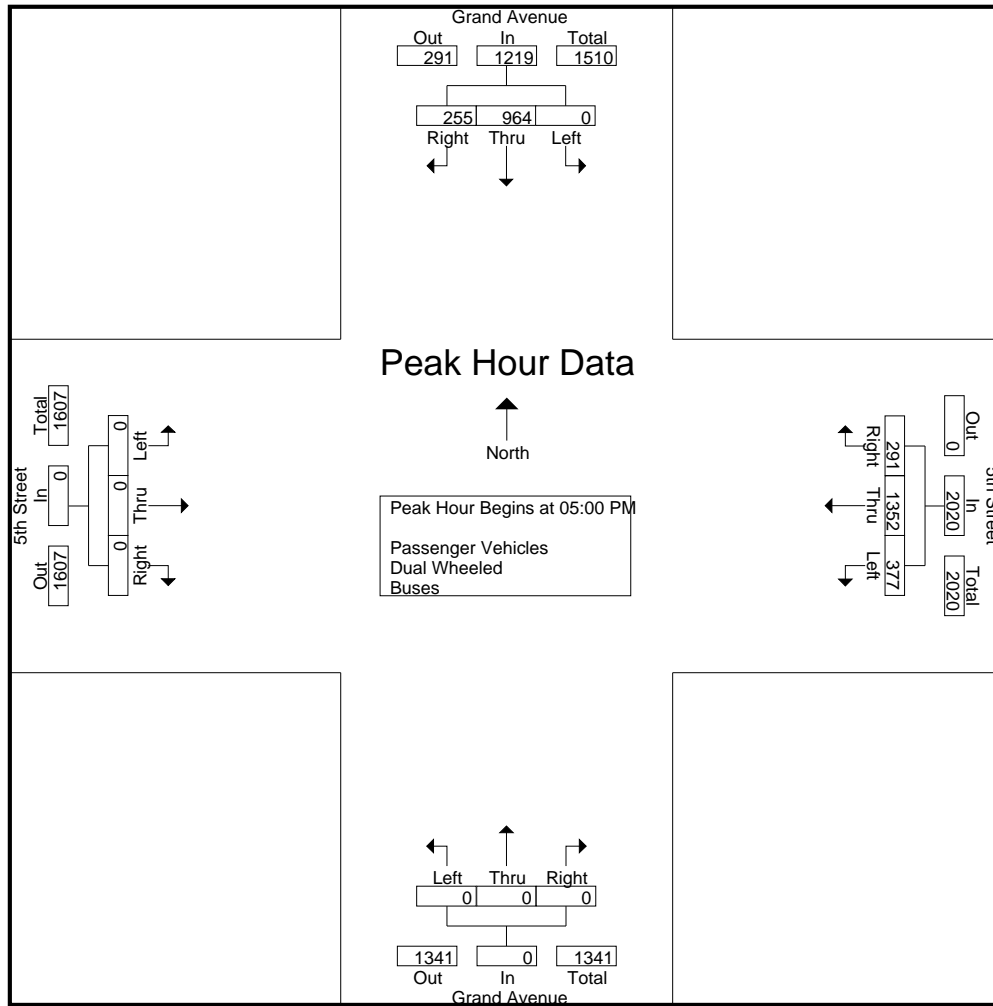 Grand Avenue
Out In Total
291 1219 1510
255 964 0
Right Thru Left
Peak Hour Data
North
Peak Hour Begins at 05:00 PM
Passenger Vehicles
Dual Wheeled
Buses
5th Street
Out In Total
1607 0 1607
Left Thru Right
0 0 0
5th Street
Out In Total
0 2020 2020
291 1352 377
Right Thru Left
Left Thru Right
0 0 0
1341 0 1341
Out In Total
Grand Avenue